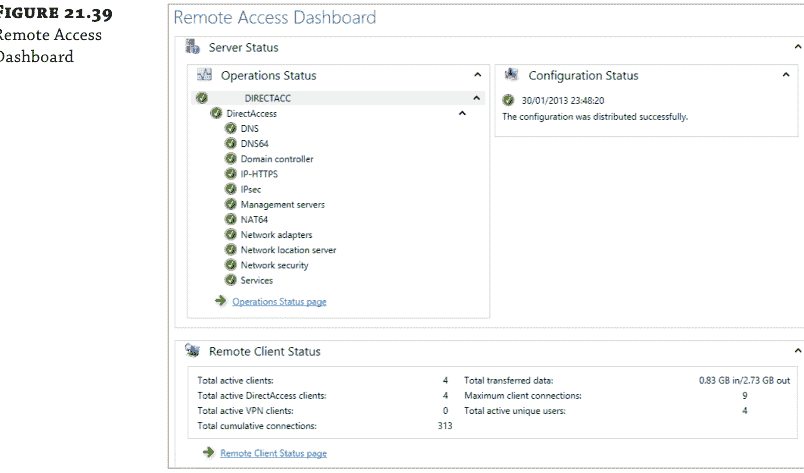 FIGURE 21.39
Remote Access
Dashboard
Remote Access Dashboard
Server Status
Operations Status
DIRECTACC
DirectAccess
DNS
DNS64
Domain controller
IP-HTTPS
IPsec
Management servers
NAT64
Network adapters
Network location server
Network security
Services
Operations Status page
Configuration Status
30/01/2013 23:48:20
The configuration was distributed successfully.
Remote Client Status
Total active clients: 4 Total transferred data: 0.83 GB in/2.73 GB out
Total active DirectAccess clients: 4 Maximum client connections: 9
Total active VPN clients: 0 Total active unique users: 4
Total cumulative connections: 313
Remote Client Status page